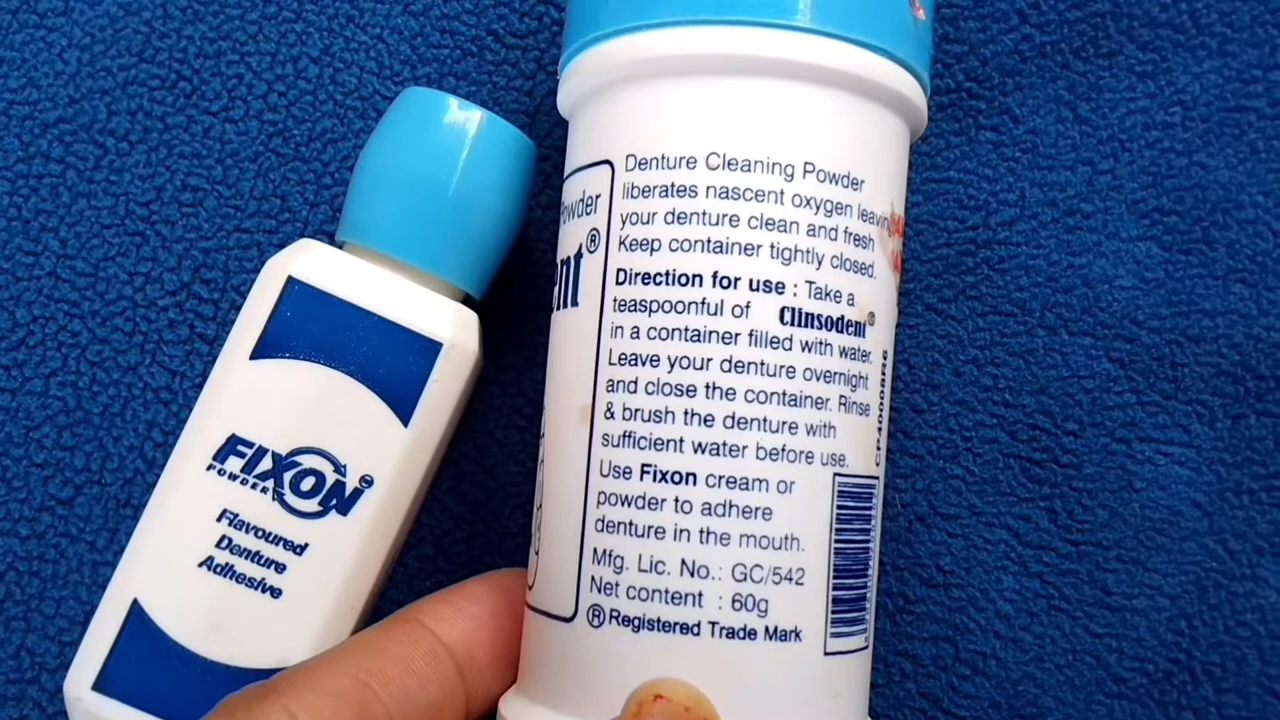 FIXON
POWDER
Flavoured
Denture
Adhesive
Powder
ent®
Denture Cleaning Powder
liberates nascent oxygen leaving
your denture clean and fresh
Keep container tightly closed.
Direction for use : Take a
teaspoonful of Clinsodent®
in a container filled with water.
Leave your denture overnight
and close the container. Rinse
& brush the denture with
sufficient water before use.
Use Fixon cream or
powder to adhere
denture in the mouth.
Mfg. Lic. No.: GC/542
Net content : 60g
® Registered Trade Mark